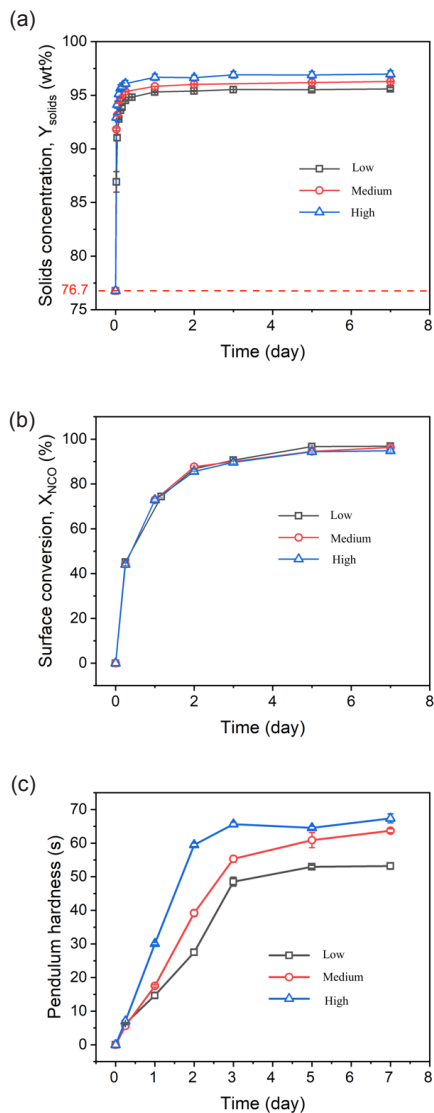 (a)
Solids concentration, Y_solids (wt%)
100
95
90
85
80
76.7
75
Low
Medium
High
0
2
4
6
8
Time (day)
(b)
Surface conversion, X_NCO (%)
100
80
60
40
20
0
Low
Medium
High
0
2
4
6
8
Time (day)
(c)
Pendulum hardness (s)
70
60
50
40
30
20
10
0
Low
Medium
High
0
1
2
3
4
5
6
7
Time (day)